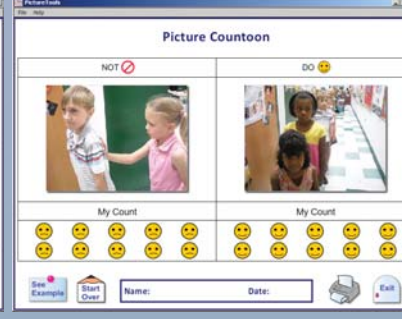 PictureTools
File Help
Picture Countoon
NOT DO
My Count My Count
See
Example
Start
Over
Name: Date:
Exit